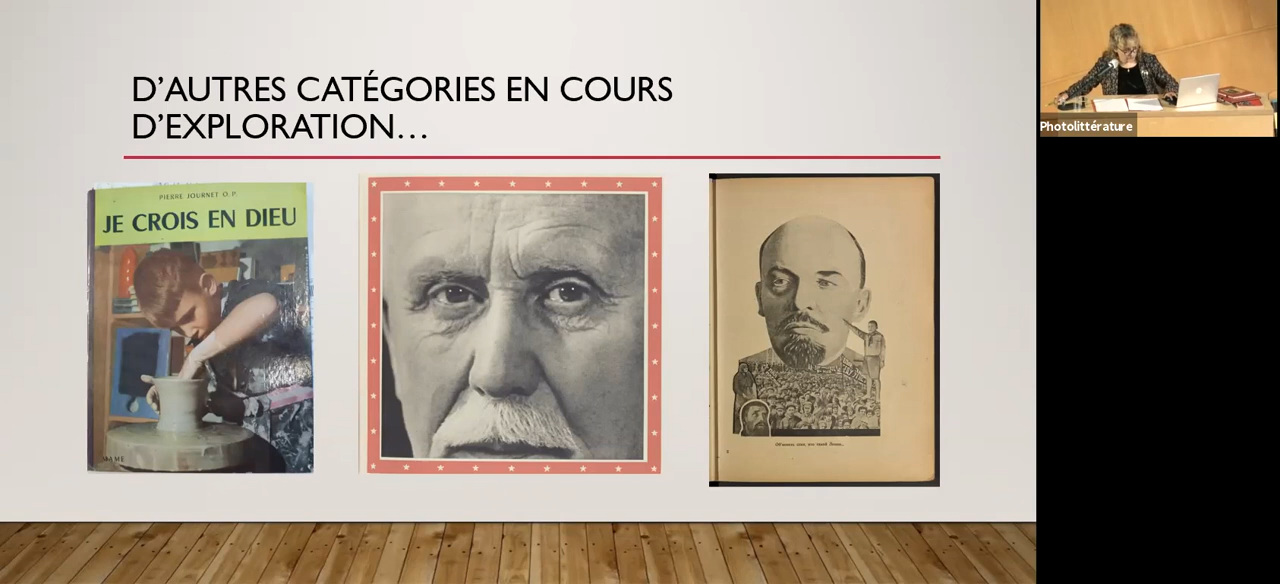 D'AUTRES CATÉGORIES EN COURS
D'EXPLORATION…
PIERRE JOURNET O.P.
JE CROIS EN DIEU
MAME
Photolittérature